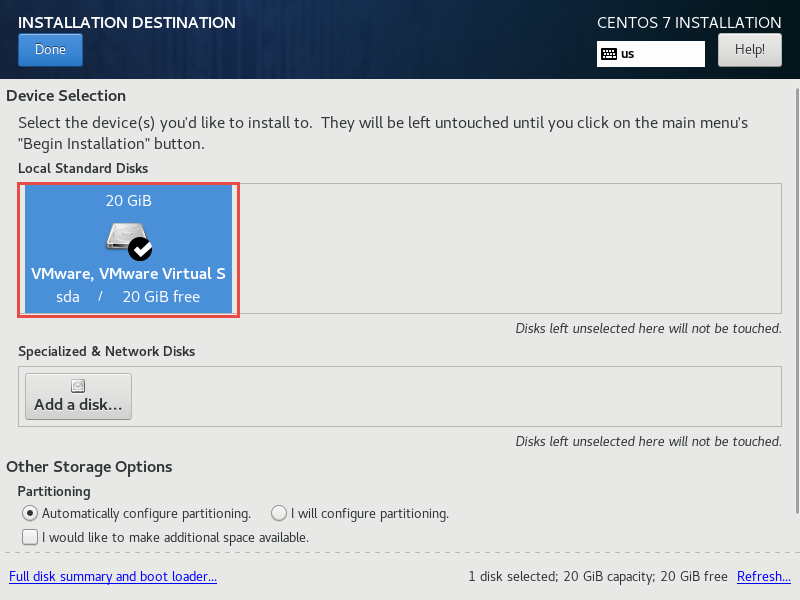 INSTALLATION DESTINATION
CENTOS 7 INSTALLATION
Done
us
Help!
Device Selection
Select the device(s) you'd like to install to.  They will be left untouched until you click on the main menu's
"Begin Installation" button.
Local Standard Disks
20 GiB
VMware, VMware Virtual S
sda / 20 GiB free
Disks left unselected here will not be touched.
Specialized & Network Disks
Add a disk...
Disks left unselected here will not be touched.
Other Storage Options
Partitioning
Automatically configure partitioning. I will configure partitioning.
I would like to make additional space available.
Full disk summary and boot loader... 1 disk selected; 20 GiB capacity; 20 GiB free Refresh...